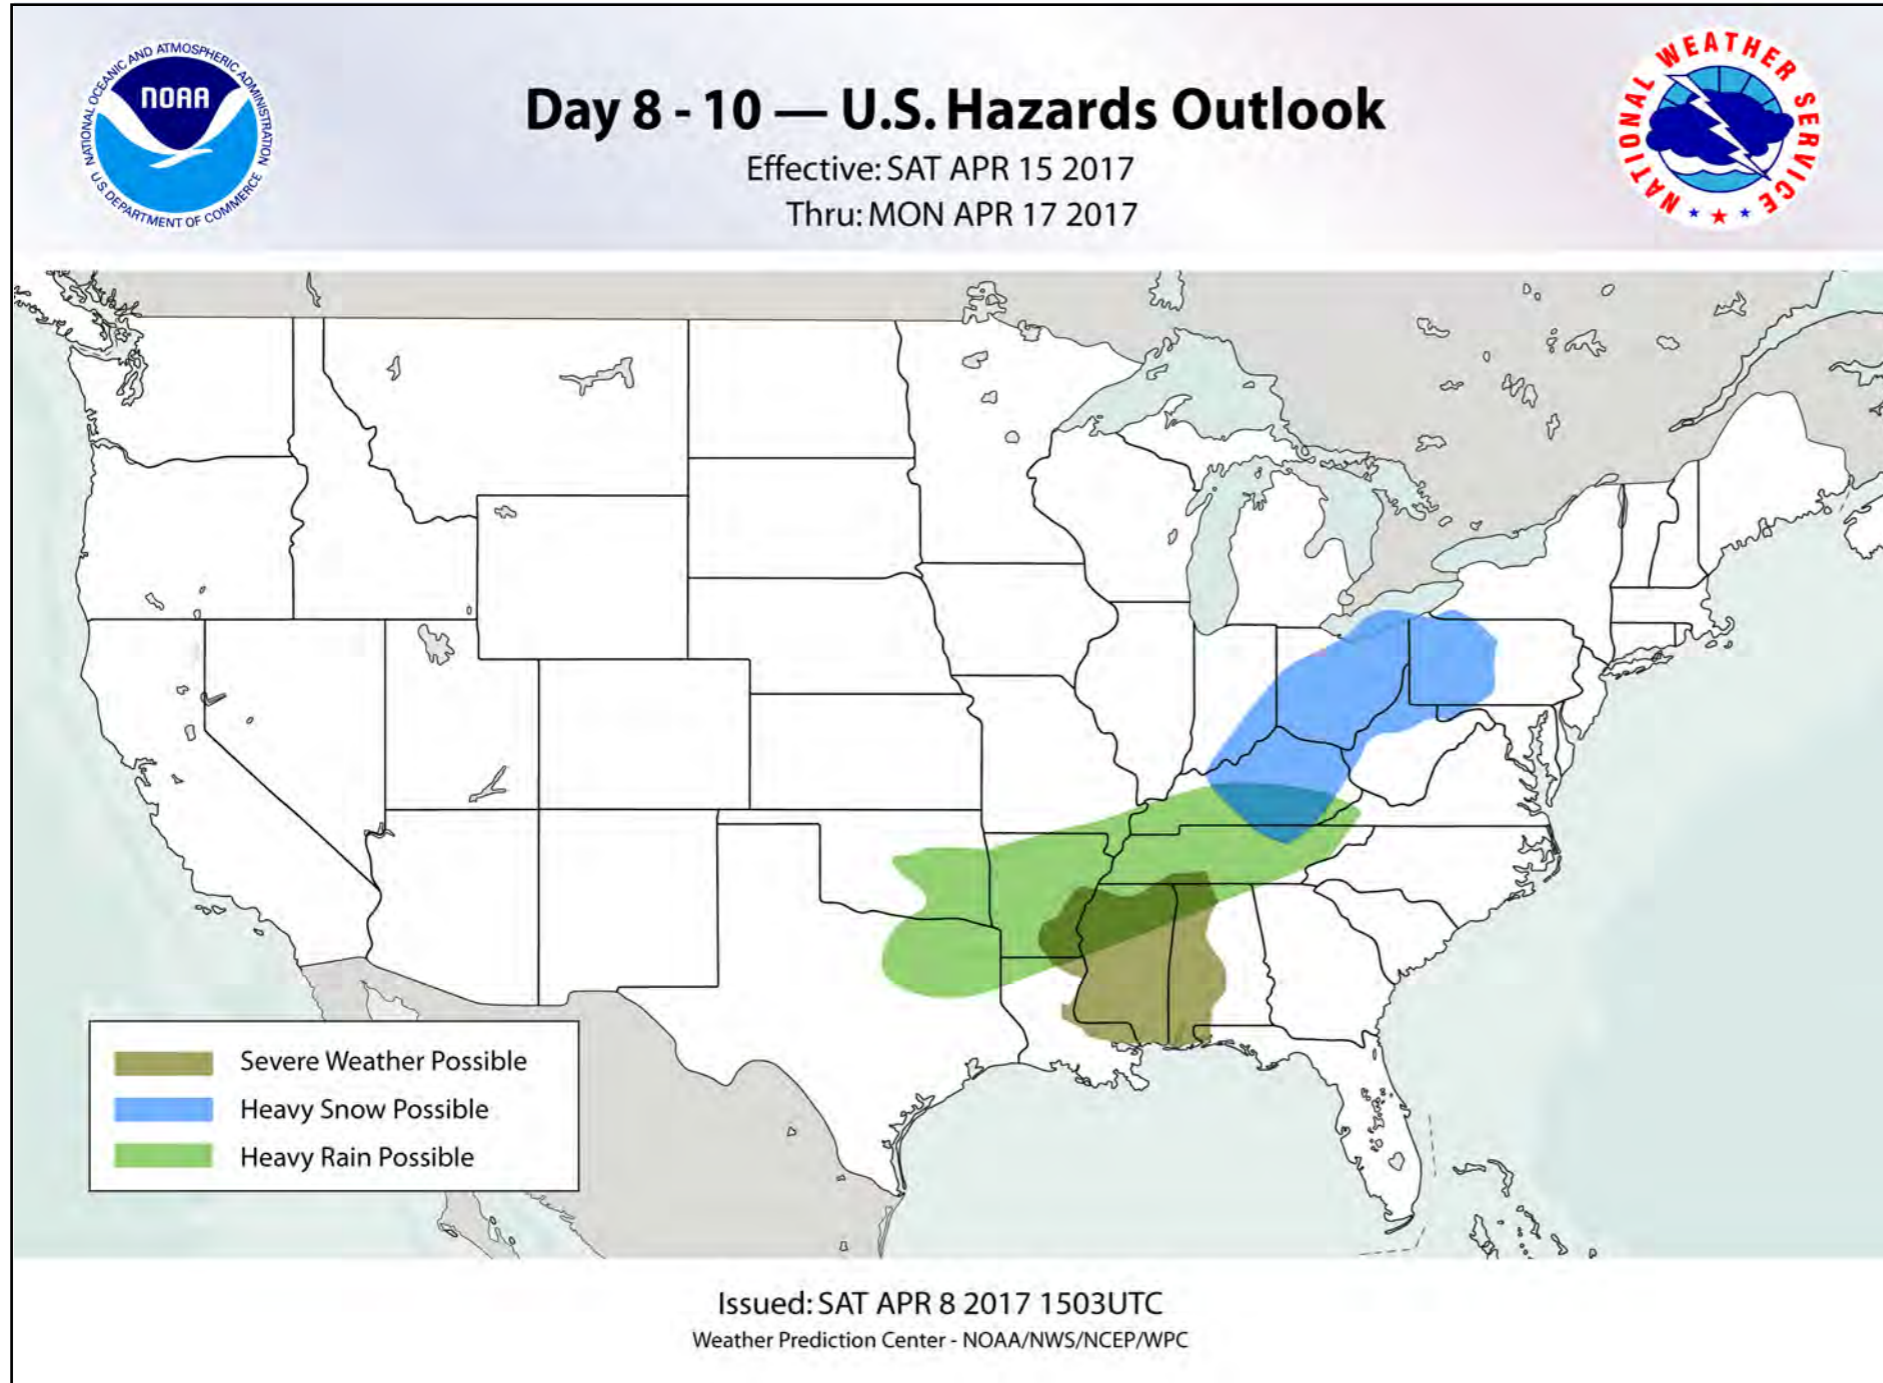 NATIONAL OCEANIC AND ATMOSPHERIC ADMINISTRATION
U.S. DEPARTMENT OF COMMERCE
NOAA
Day 8 - 10 — U.S. Hazards Outlook
Effective: SAT APR 15 2017
Thru: MON APR 17 2017
NATIONAL WEATHER SERVICE
Severe Weather Possible
Heavy Snow Possible
Heavy Rain Possible
Issued: SAT APR 8 2017 1503UTC
Weather Prediction Center - NOAA/NWS/NCEP/WPC